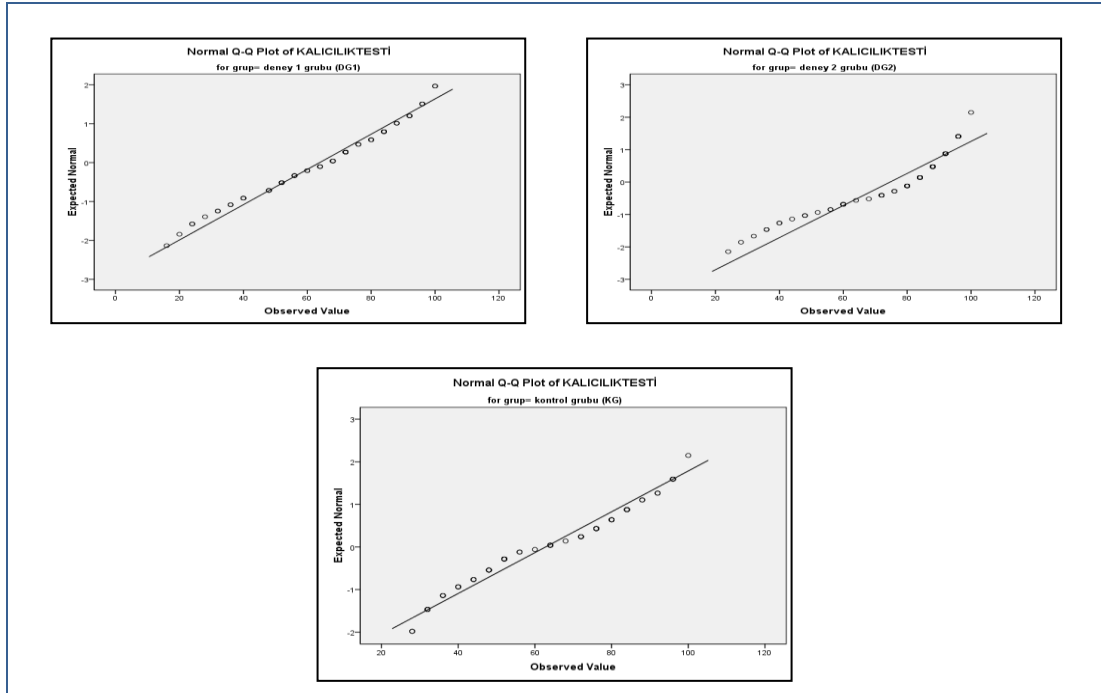 Normal Q-Q Plot of KALICILIKTESTİ
for grup= deney 1 grubu (DG1)
Expected Normal
2
1
0
-1
-2
-3
0 20 40 60 80 100 120
Observed Value
Normal Q-Q Plot of KALICILIKTESTİ
for grup= deney 2 grubu (DG2)
Expected Normal
3
2
1
0
-1
-2
-3
0 20 40 60 80 100 120
Observed Value
Normal Q-Q Plot of KALICILIKTESTİ
for grup= kontrol grubu (KG)
Expected Normal
3
2
1
0
-1
-2
20 40 60 80 100 120
Observed Value